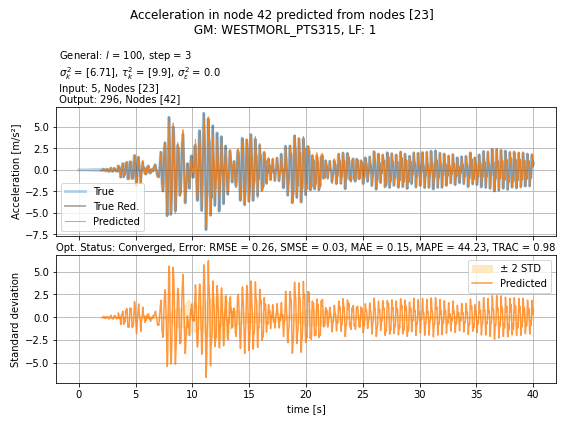 Acceleration in node 42 predicted from nodes [23]
GM: WESTMORL_PTS315, LF: 1
General: l = 100, step = 3
σ²ₖ = [6.71], τ²ₖ = [9.9], σ²ε = 0.0
Input: 5, Nodes [23]
Output: 296, Nodes [42]
Acceleration [m/s²]
5.0
2.5
0.0
−2.5
−5.0
−7.5
True
True Red.
Predicted
Opt. Status: Converged, Error: RMSE = 0.26, SMSE = 0.03, MAE = 0.15, MAPE = 44.23, TRAC = 0.98
Standard deviation
5.0
2.5
0.0
−2.5
−5.0
± 2 STD
Predicted
0 5 10 15 20 25 30 35 40
time [s]